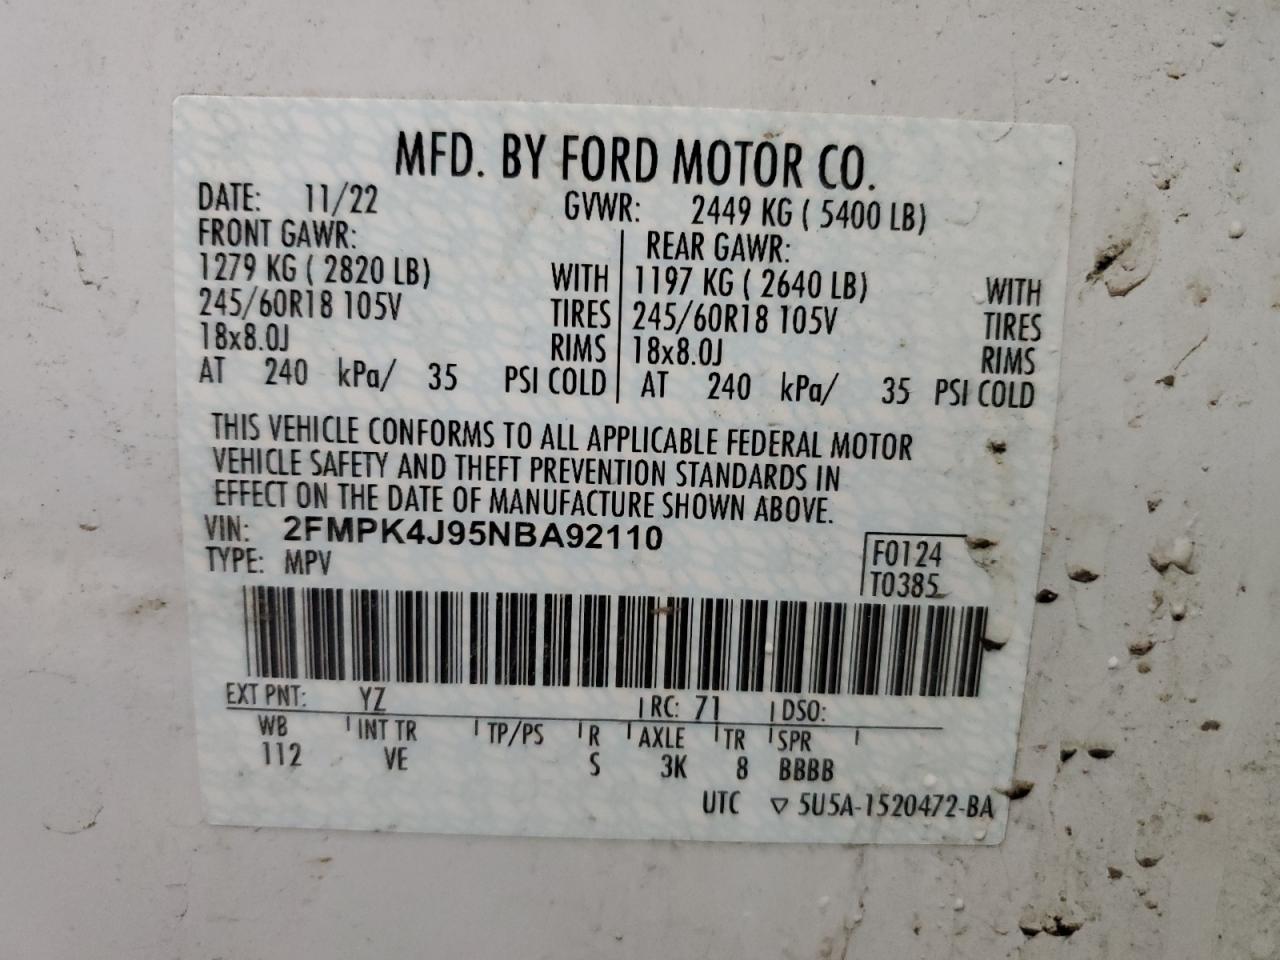 MFD. BY FORD MOTOR CO.
DATE: 11/22 GVWR: 2449 KG ( 5400 LB)
FRONT GAWR: REAR GAWR:
1279 KG ( 2820 LB) WITH 1197 KG ( 2640 LB) WITH
245/60R18 105V TIRES 245/60R18 105V TIRES
18x8.0J RIMS 18x8.0J RIMS
AT 240 kPa/ 35 PSI COLD AT 240 kPa/ 35 PSI COLD
THIS VEHICLE CONFORMS TO ALL APPLICABLE FEDERAL MOTOR
VEHICLE SAFETY AND THEFT PREVENTION STANDARDS IN
EFFECT ON THE DATE OF MANUFACTURE SHOWN ABOVE.
VIN: 2FMPK4J95NBA92110
TYPE: MPV
F0124
T0385
EXT PNT: YZ RC: 71 DSO:
WB INT TR TP/PS R AXLE TR SPR
112 VE S 3K 8 BBBB
UTC ▽ 5U5A-1520472-BA